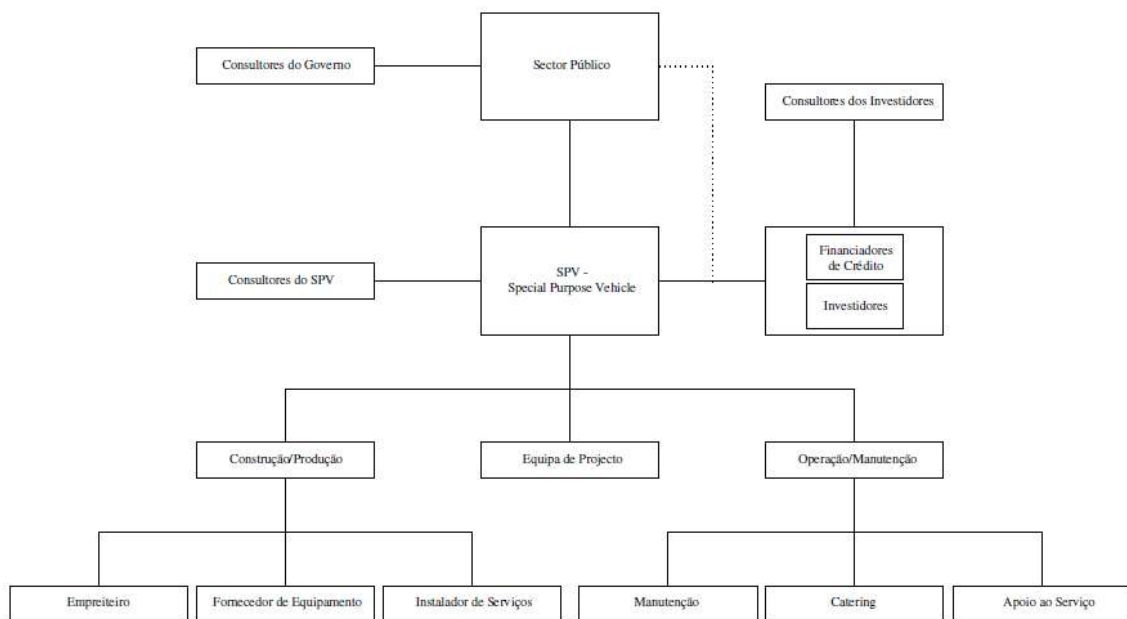 Consultores do Governo
Sector Público
Consultores dos Investidores
Consultores do SPV
SPV -
Special Purpose Vehicle
Financiadores
de Crédito
Investidores
Construção/Produção
Equipa de Projecto
Operação/Manutenção
Empreiteiro
Fornecedor de Equipamento
Instalador de Serviços
Manutenção
Catering
Apoio ao Serviço